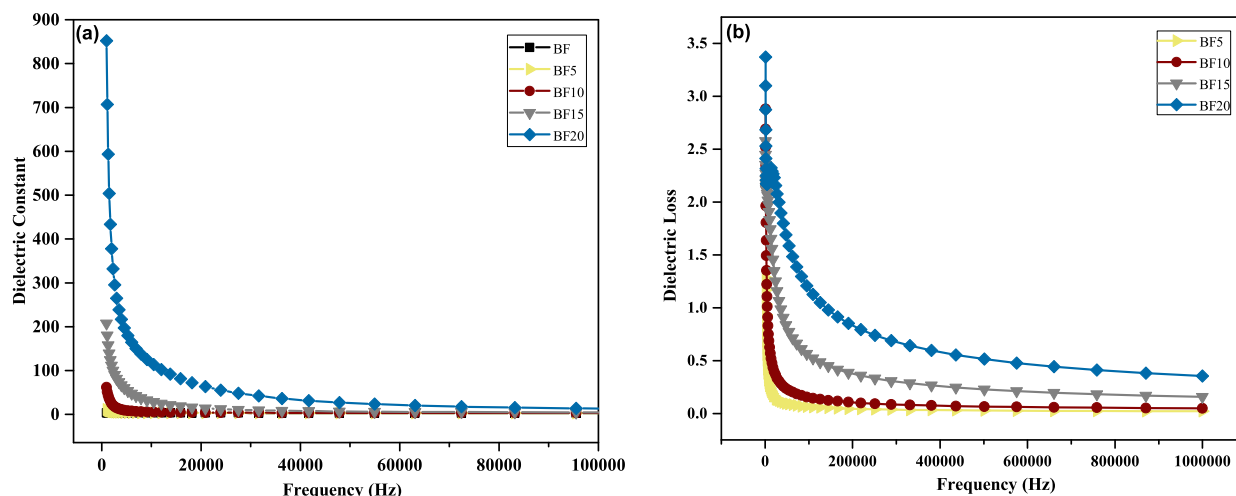 (a)
BF
BF5
BF10
BF15
BF20
Dielectric Constant
900
800
700
600
500
400
300
200
100
0
0 20000 40000 60000 80000 100000
Frequency (Hz)
(b)
BF5
BF10
BF15
BF20
Dielectric Loss
3.5
3.0
2.5
2.0
1.5
1.0
0.5
0.0
0 200000 400000 600000 800000 1000000
Frequency (Hz)